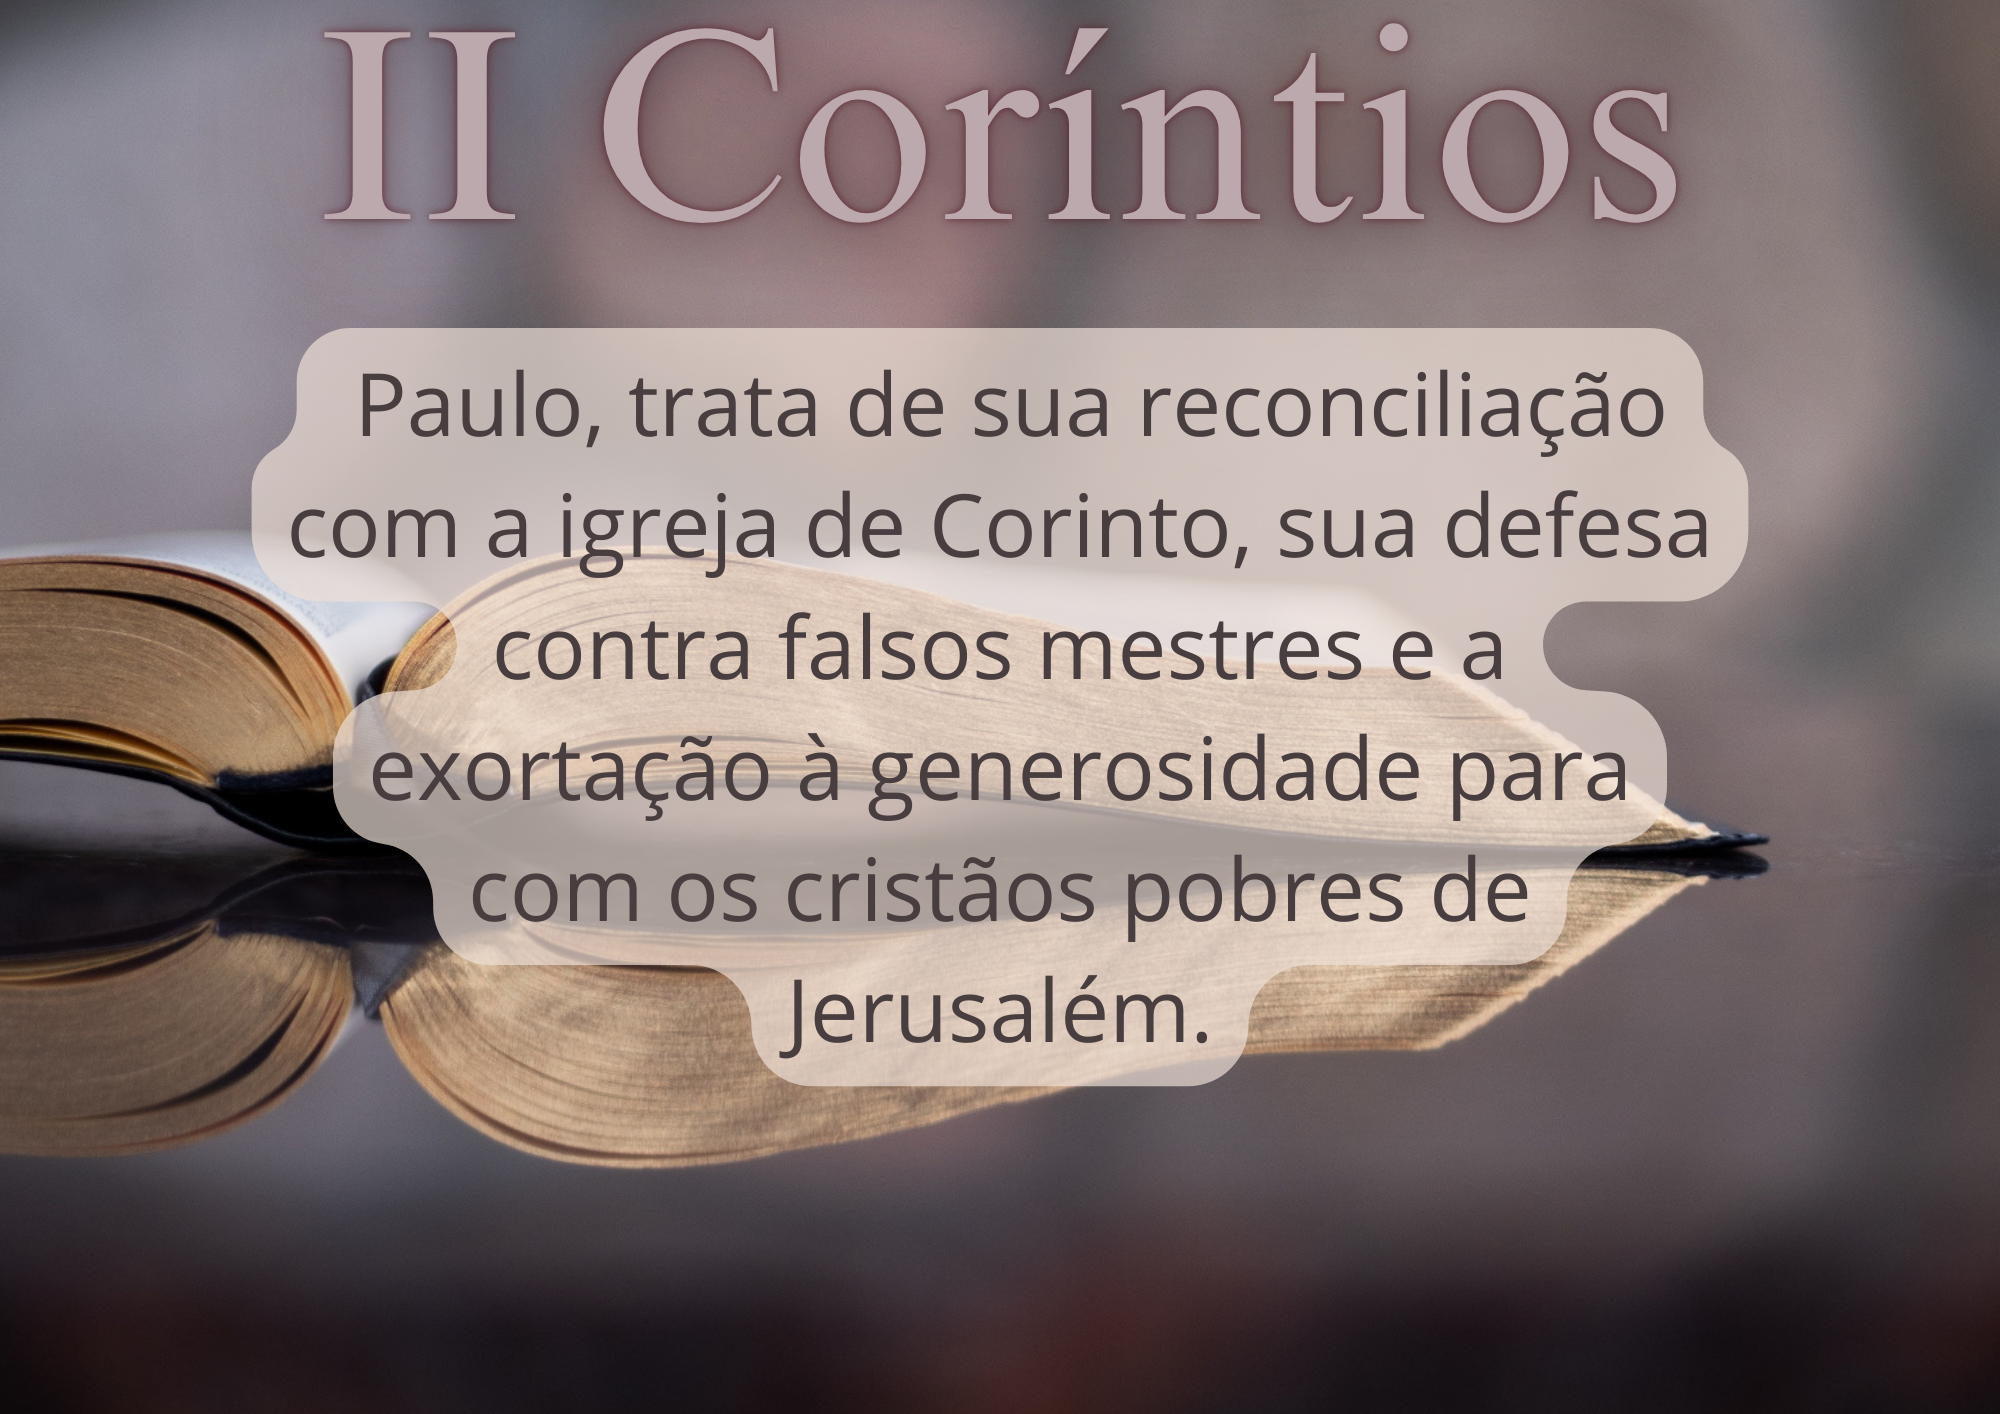 II Coríntios
Paulo, trata de sua reconciliação
com a igreja de Corinto, sua defesa
contra falsos mestres e a
exortação à generosidade para
com os cristãos pobres de
Jerusalém.